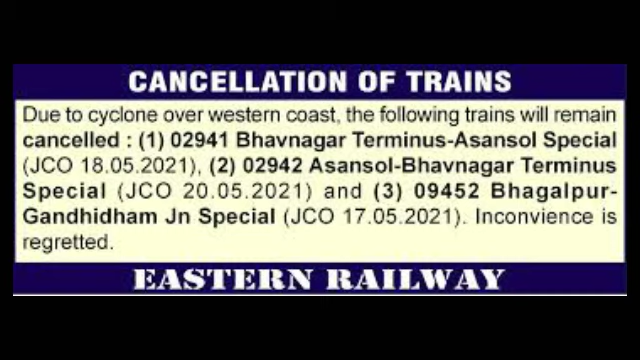 CANCELLATION OF TRAINS
Due to cyclone over western coast, the following trains will remain
cancelled : (1) 02941 Bhavnagar Terminus-Asansol Special
(JCO 18.05.2021), (2) 02942 Asansol-Bhavnagar Terminus
Special (JCO 20.05.2021) and (3) 09452 Bhagalpur-
Gandhidham Jn Special (JCO 17.05.2021). Inconvience is
regretted.
EASTERN RAILWAY